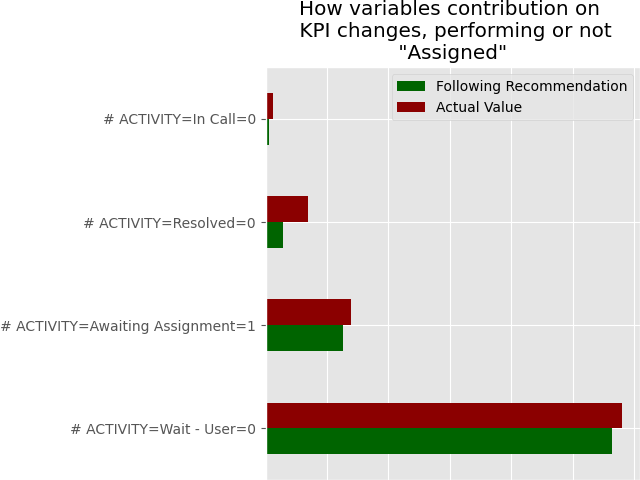 How variables contribution on
KPI changes, performing or not
"Assigned"
Following Recommendation
Actual Value
# ACTIVITY=In Call=0
# ACTIVITY=Resolved=0
# ACTIVITY=Awaiting Assignment=1
# ACTIVITY=Wait - User=0